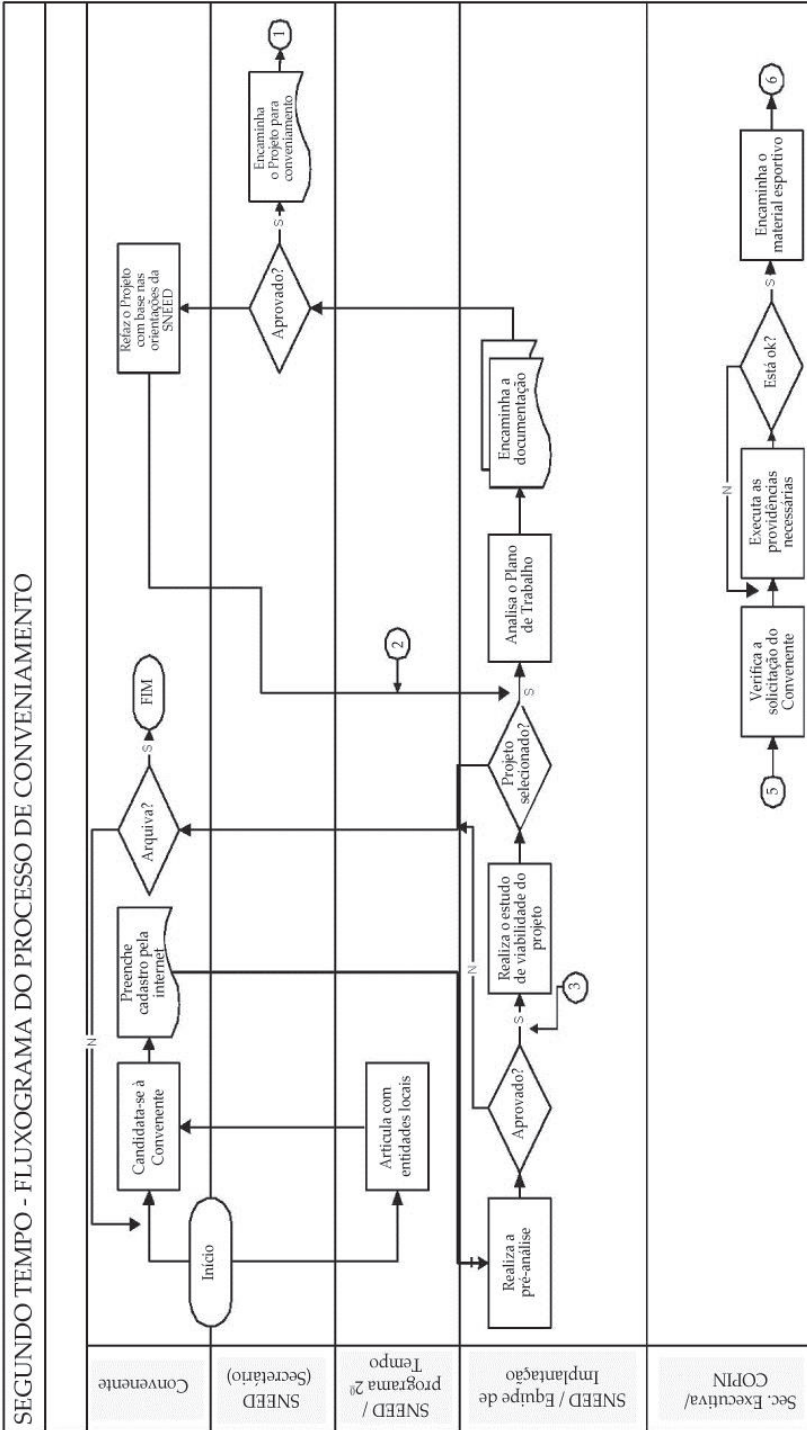 SEGUNDO TEMPO - FLUXOGRAMA DO PROCESSO DE CONVENIAMENTO
Convenente
Candidata-se à
Convenente
Preenche
cadastro pela
internet
Arquiva?
N
S
FIM
Refaz o Projeto
com base nas
orientações da
SNEED
SNEED
(Secretário)
Início
Aprovado?
S
Encaminha
o Projeto para
conveniamento
1
SNEED /
programa 2º
Tempo
Articula com
entidades locais
2
SNEED / Equipe de
Implantação
Realiza a
pré-análise
Aprovado?
N
S
3
Realiza o estudo
de viabilidade do
projeto
Projeto
selecionado?
S
Analisa o Plano
de Trabalho
Encaminha a
documentação
Sec. Executiva/
COPIN
5
Verifica a
solicitação do
Convenente
Executa as
providências
necessárias
Está ok?
N
S
Encaminha o
material esportivo
6